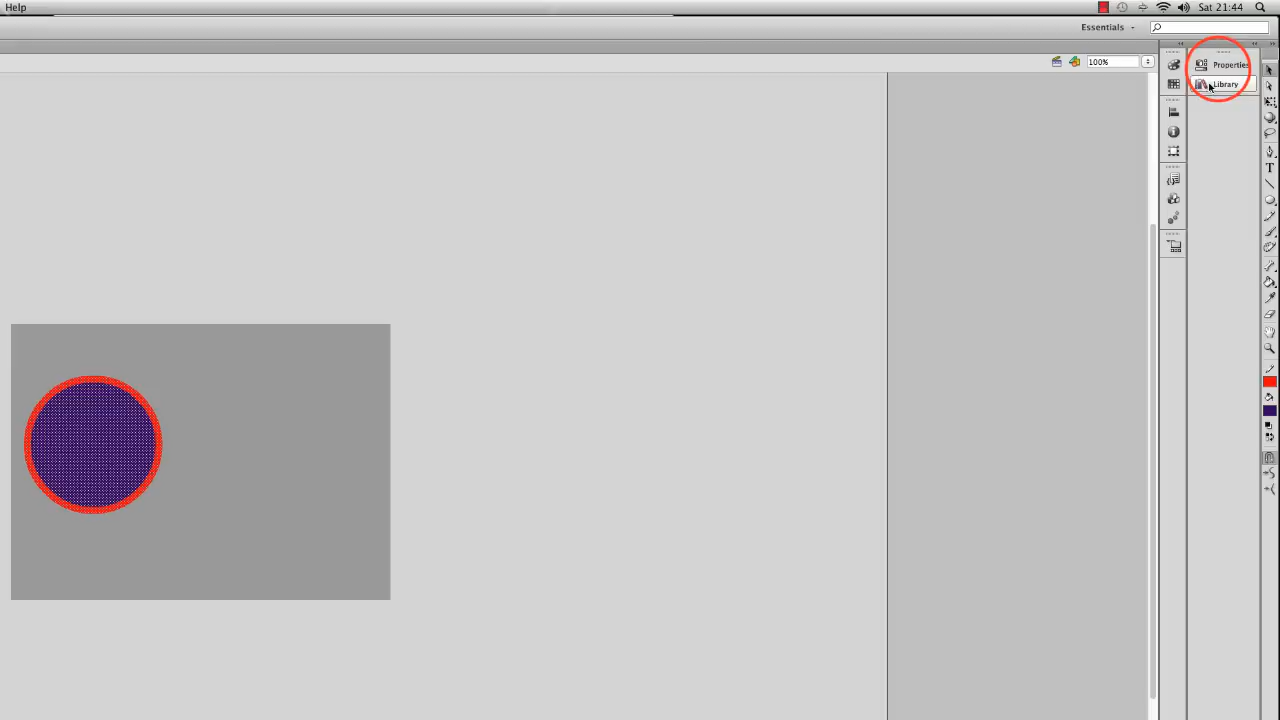 Help
Sat 21:44
Essentials
100%
Properties
Library
T